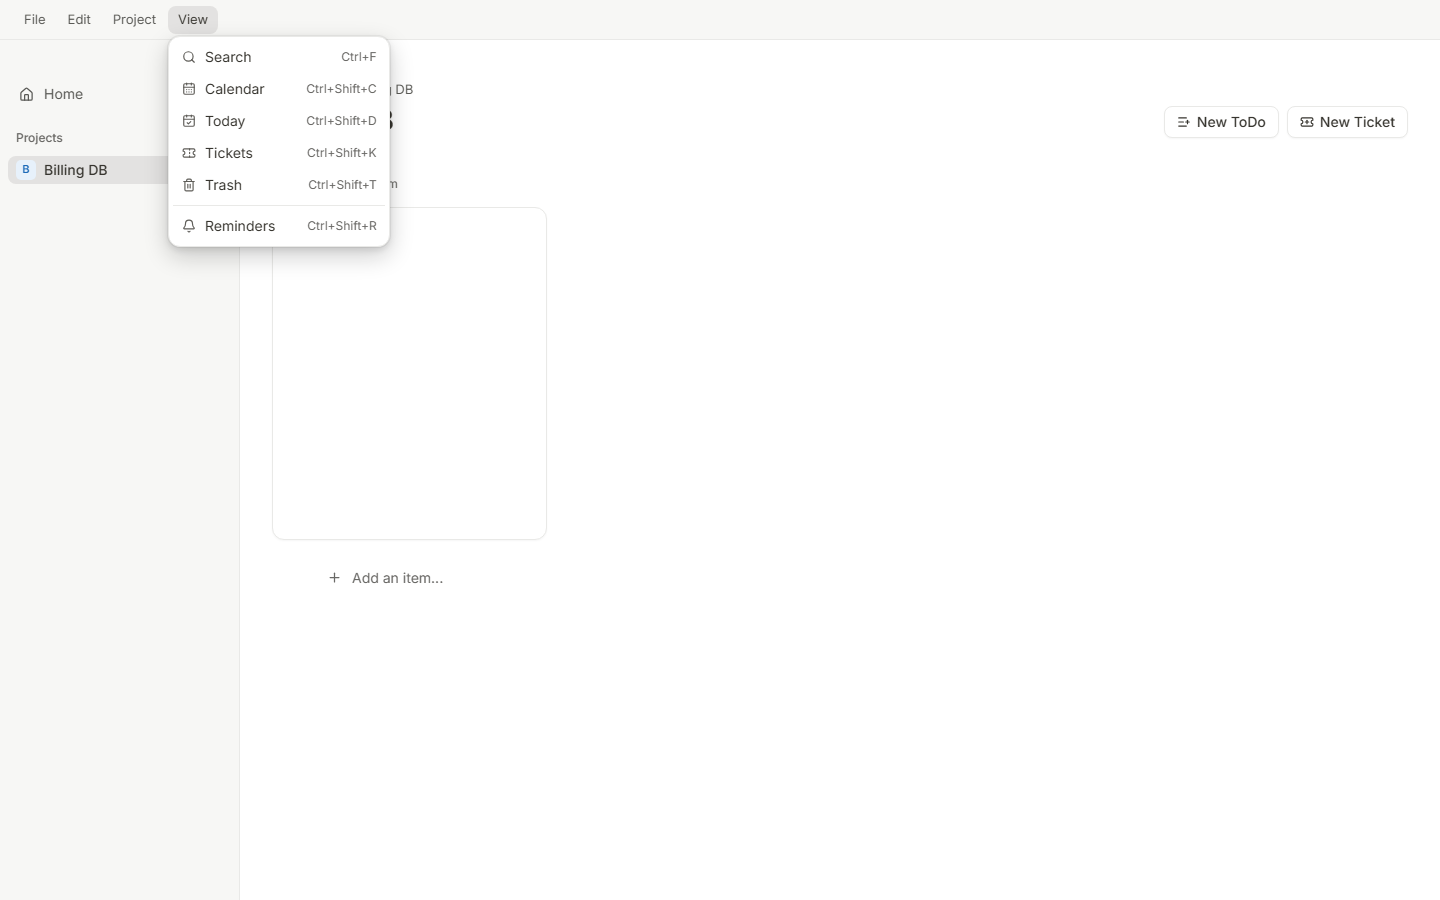 File Edit Project View
Search Ctrl+F
Calendar Ctrl+Shift+C
DB
Today Ctrl+Shift+D
Tickets Ctrl+Shift+K
Trash Ctrl+Shift+T
Reminders Ctrl+Shift+R
Home
Projects
B Billing DB
New ToDo New Ticket
Add an item...